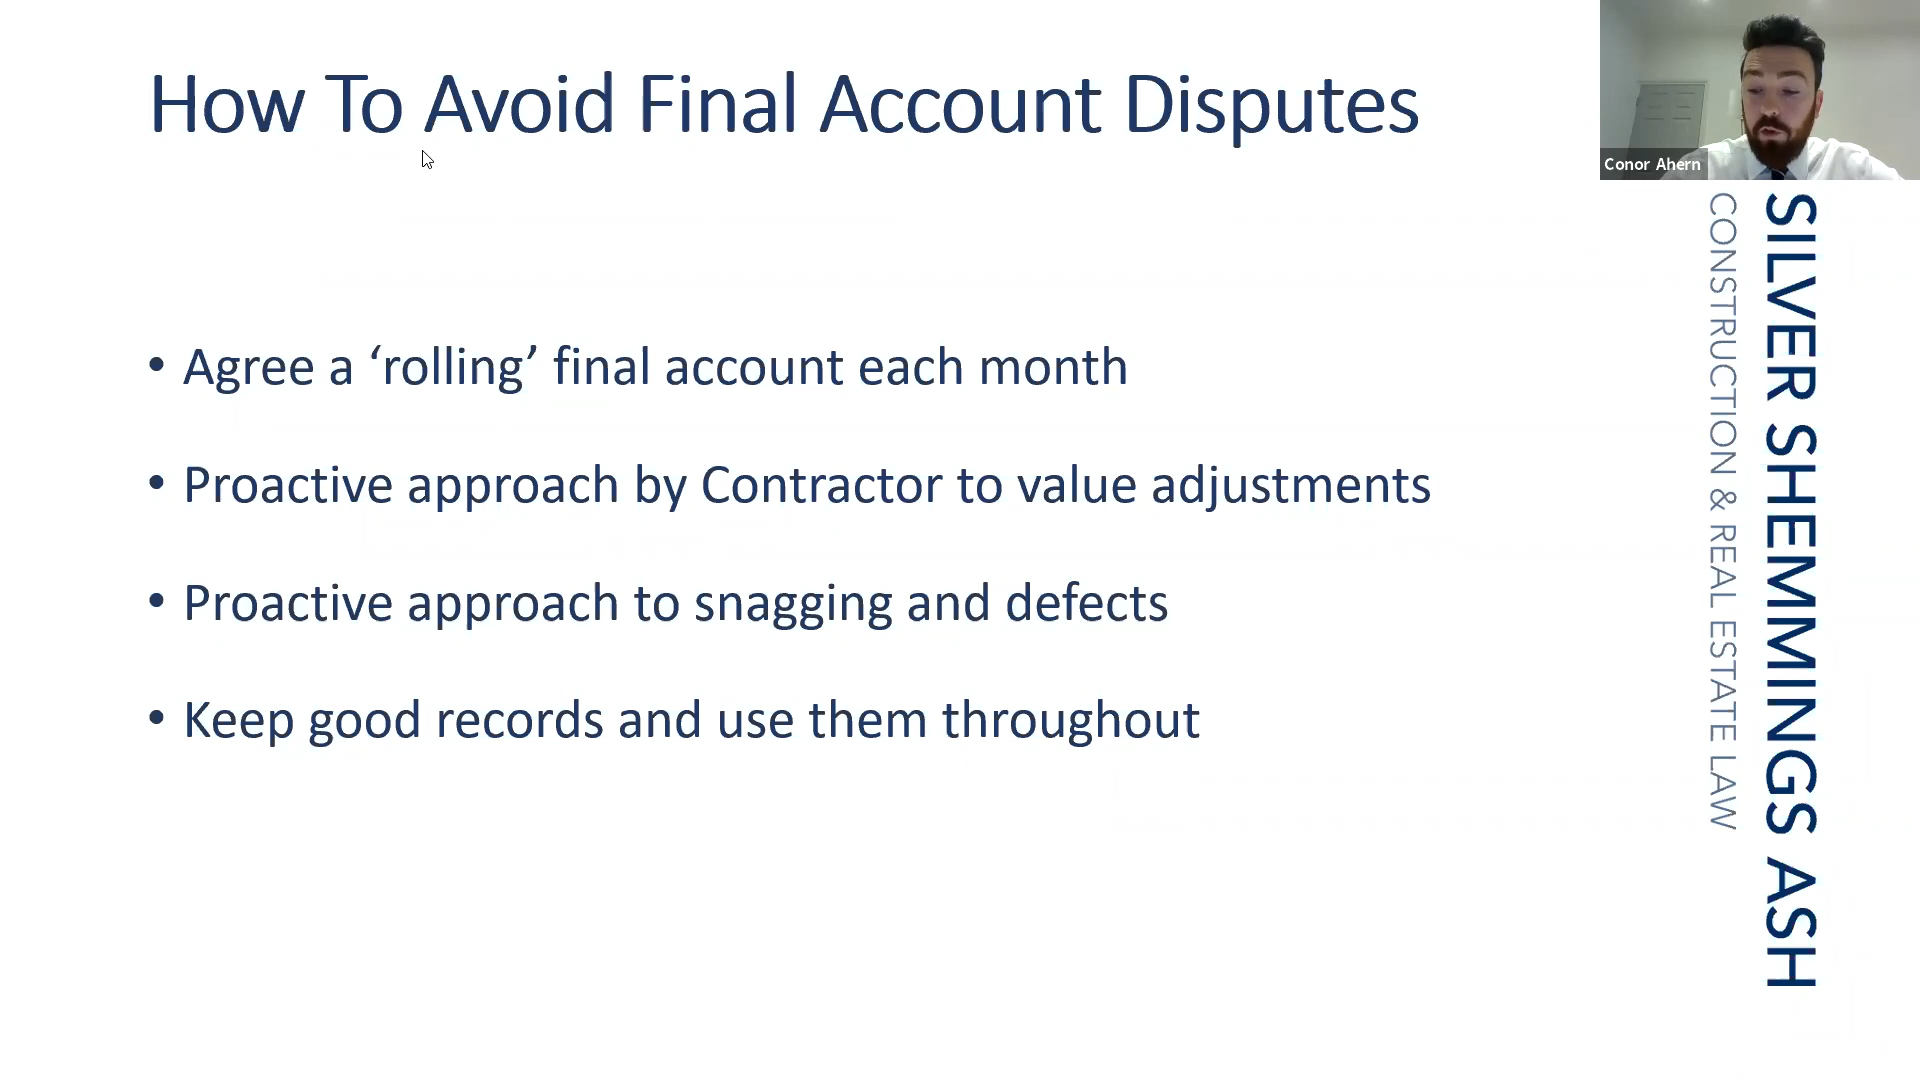 How To Avoid Final Account Disputes
Conor Ahern
• Agree a ‘rolling’ final account each month
• Proactive approach by Contractor to value adjustments
• Proactive approach to snagging and defects
• Keep good records and use them throughout
SILVER SHEMMINGS ASH
CONSTRUCTION & REAL ESTATE LAW